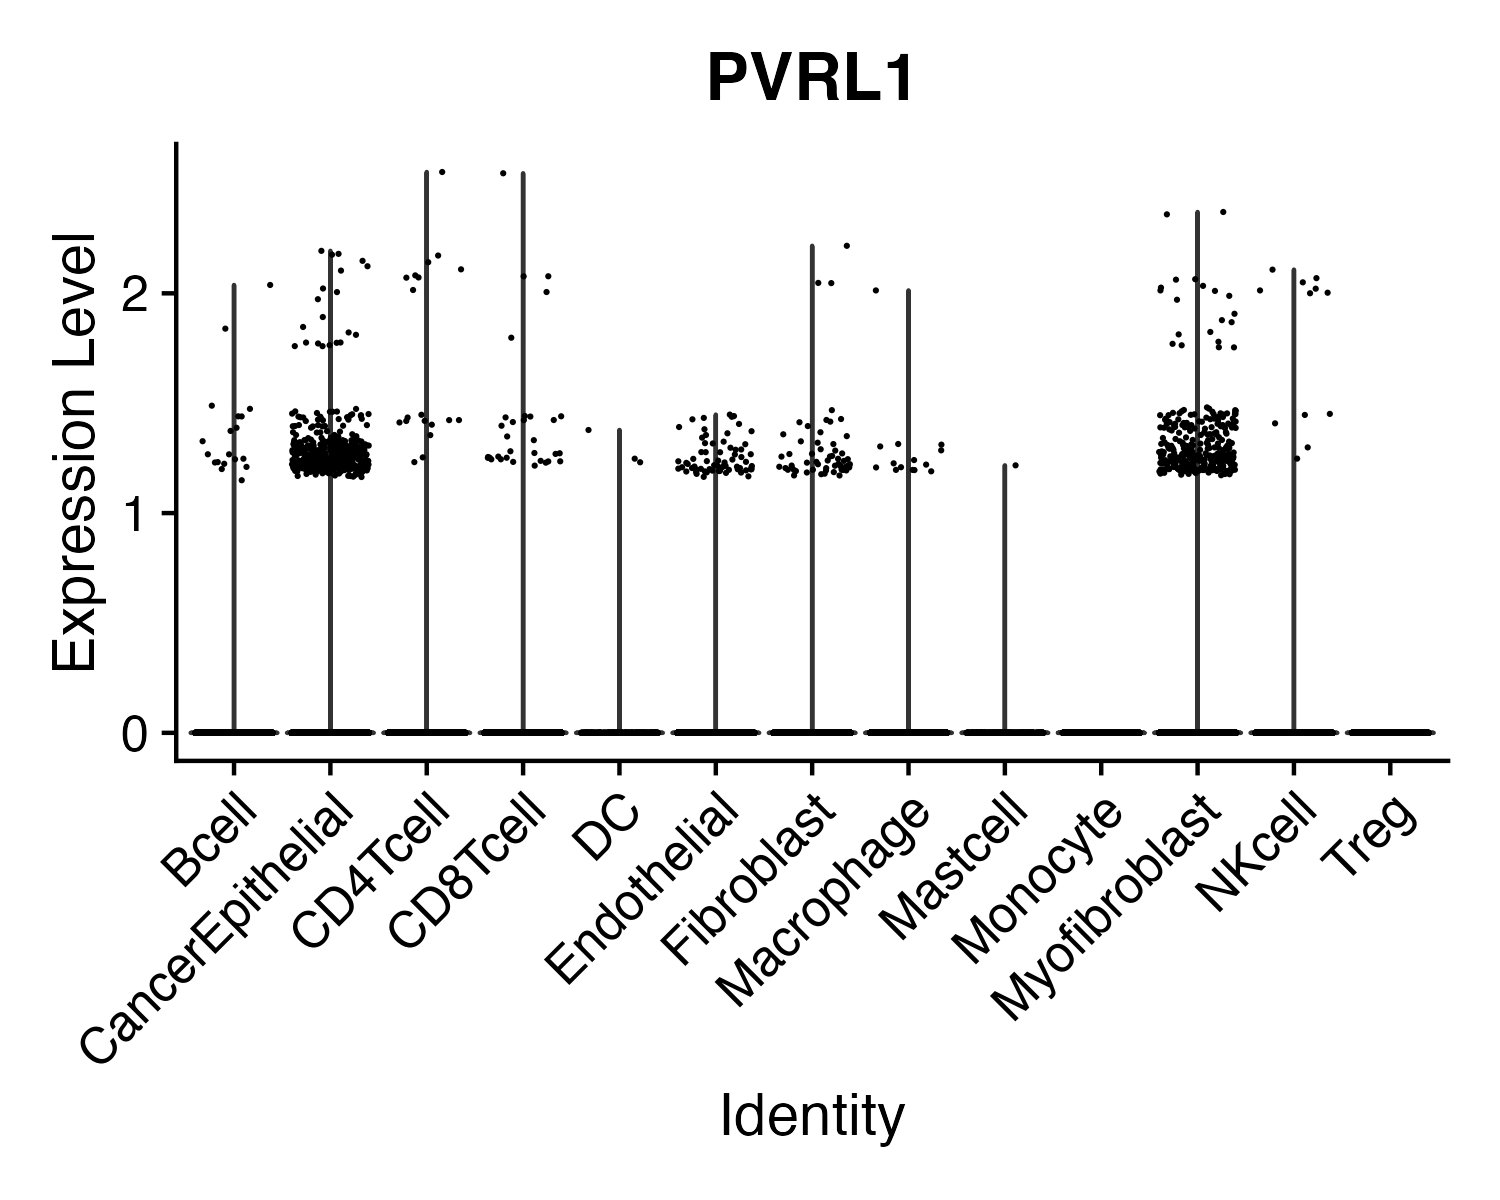 PVRL1
Expression Level
2
1
0
Bcell
CancerEpithelial
CD4Tcell
CD8Tcell
DC
Endothelial
Fibroblast
Macrophage
Mastcell
Monocyte
Myofibroblast
NKcell
Treg
Identity